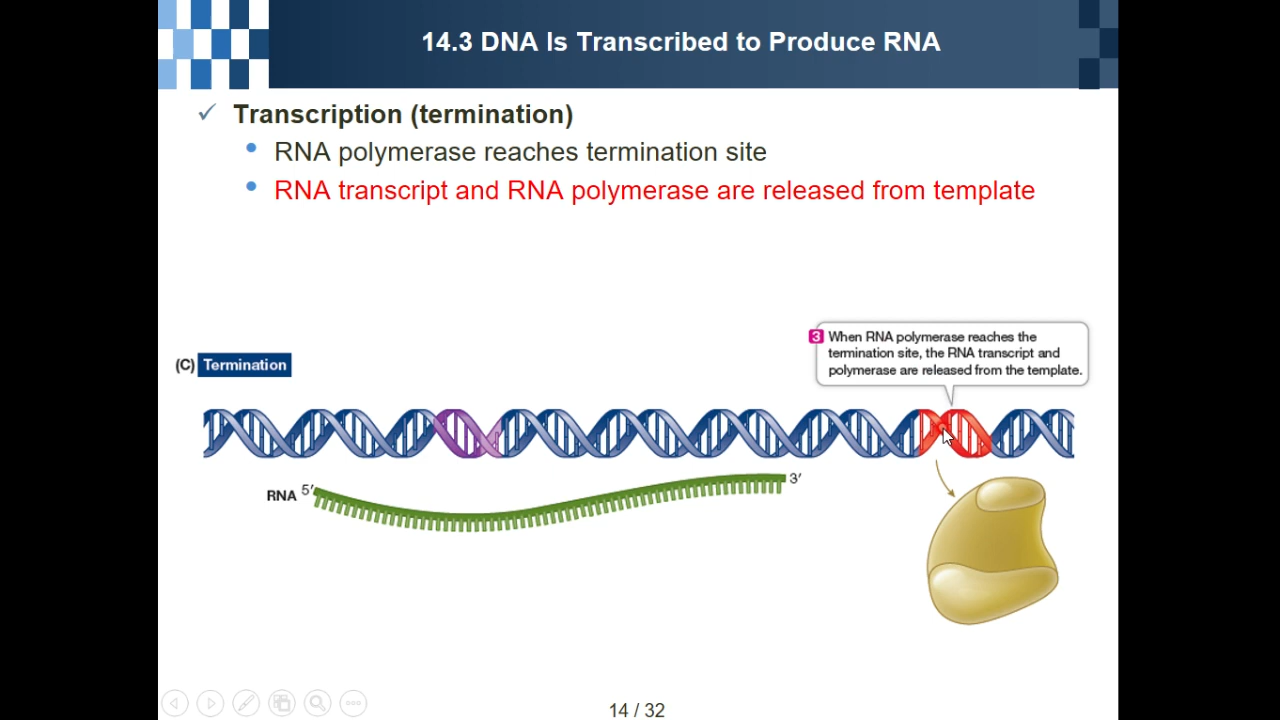 14.3 DNA Is Transcribed to Produce RNA
✓ Transcription (termination)
• RNA polymerase reaches termination site
• RNA transcript and RNA polymerase are released from template
3 When RNA polymerase reaches the
termination site, the RNA transcript and
polymerase are released from the template.
(C) Termination
RNA 5′
3′
14 / 32